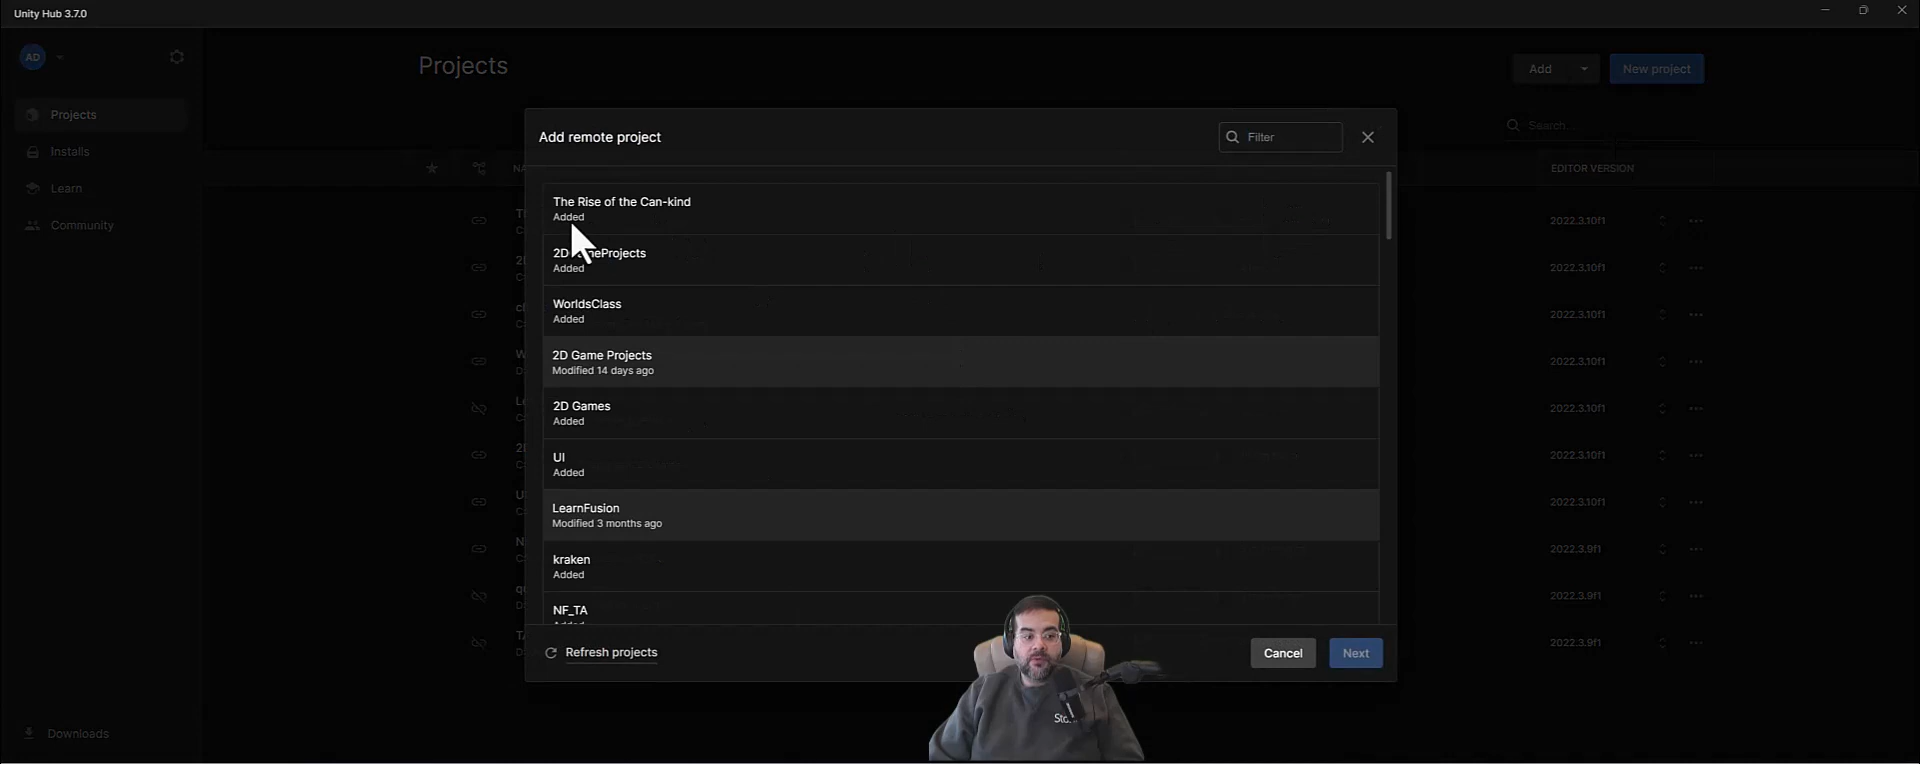 Unity Hub 3.7.0
AD
Projects
Add
New project
Projects
Installs
Learn
Community
Downloads
Search...
EDITOR VERSION
Add remote project
Filter
The Rise of the Can-kind
Added
Added
WorldsClass
Added
2D Game Projects
Modified 14 days ago
2D Games
Added
UI
Added
LearnFusion
Modified 3 months ago
kraken
Added
NF_TA
Refresh projects
Cancel
Next
2022.3.10f1
2022.3.10f1
2022.3.10f1
2022.3.10f1
2022.3.10f1
2022.3.10f1
2022.3.10f1
2022.3.9f1
2022.3.9f1
2022.3.9f1